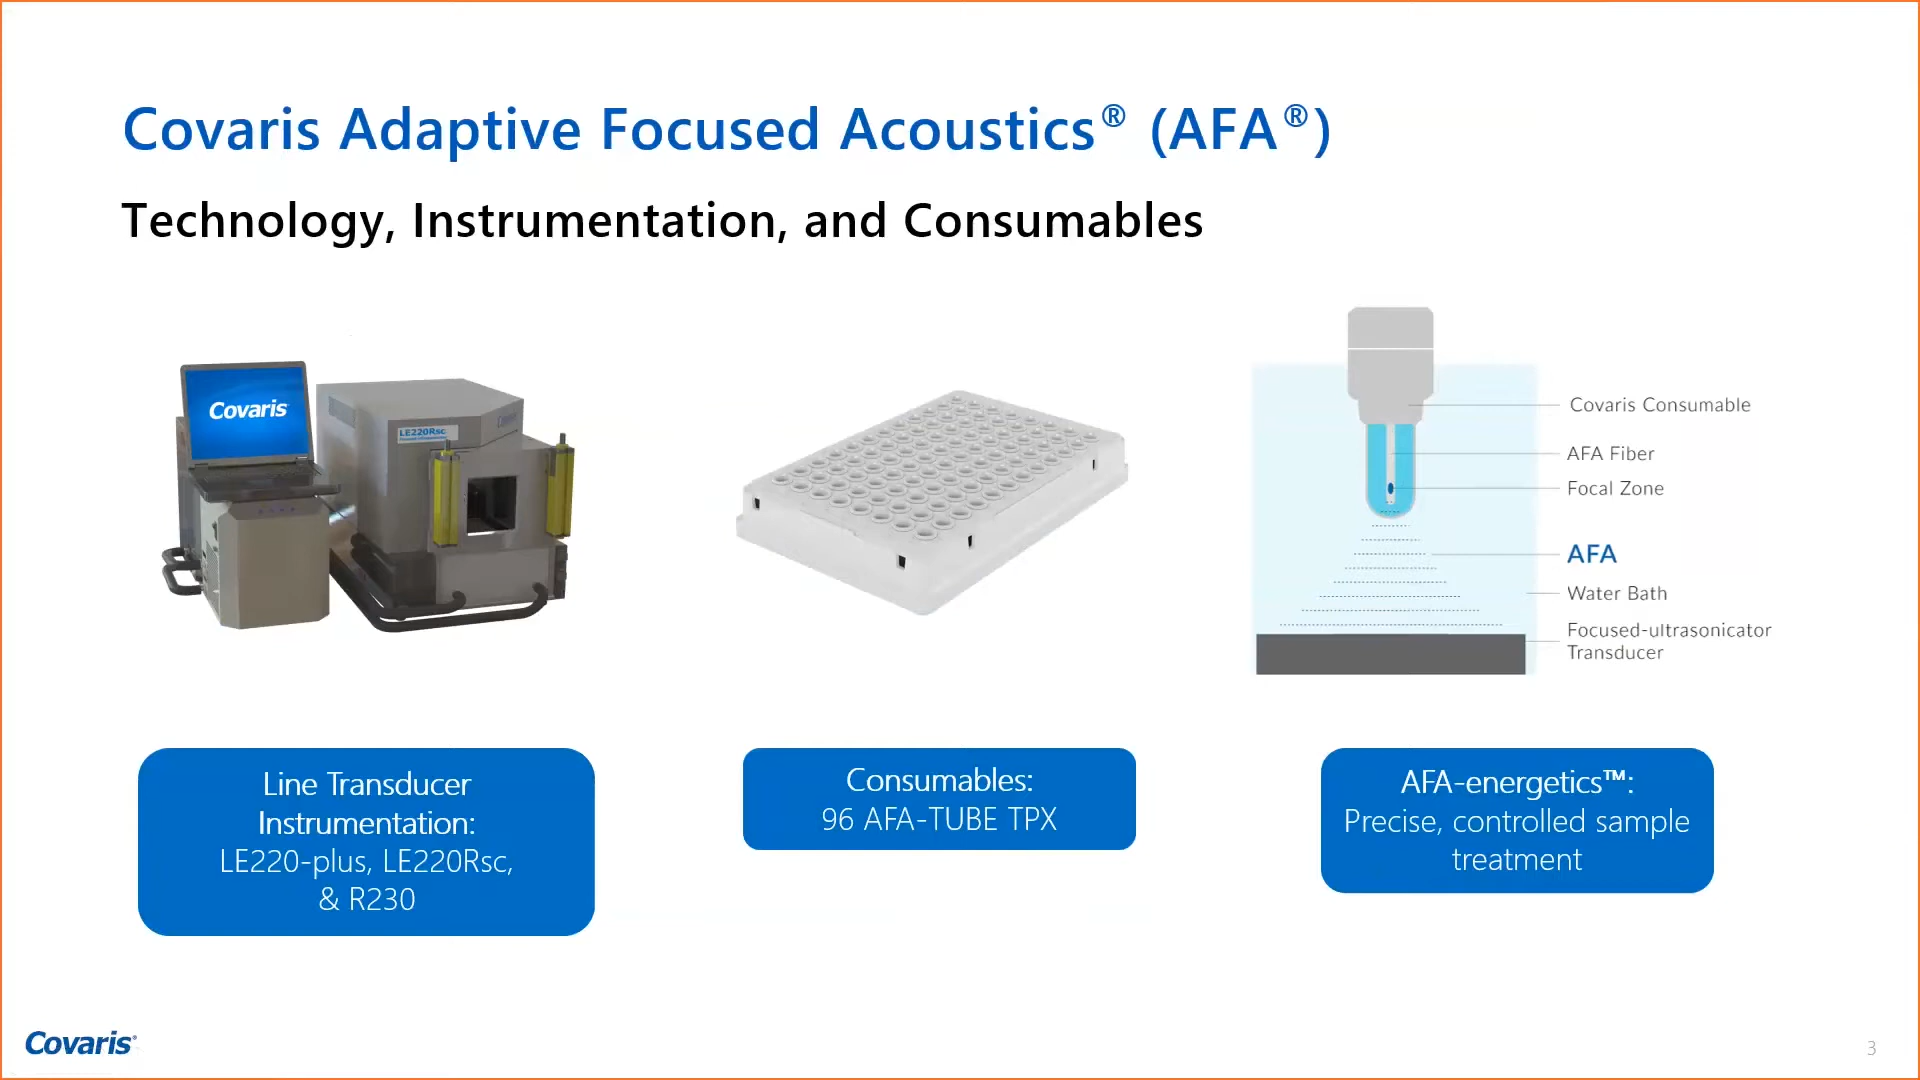 Covaris Adaptive Focused Acoustics® (AFA®)
Technology, Instrumentation, and Consumables
Covaris
LE220Rsc
Covaris
Covaris Consumable
AFA Fiber
Focal Zone
AFA
Water Bath
Focused-ultrasonicator
Transducer
Line Transducer
Instrumentation:
LE220-plus, LE220Rsc,
& R230
Consumables:
96 AFA-TUBE TPX
AFA-energetics™:
Precise, controlled sample
treatment
Covaris®
3